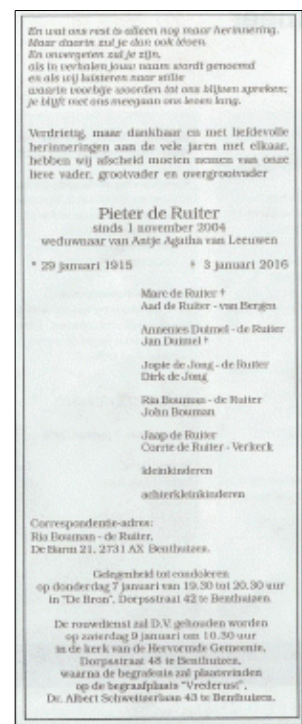 En wat ons rest is alleen nog maar herinnering.
Maar daarin zul je dan ook léven.
En onvergeten zul je zijn,
als in verhalen jouw naam wordt genoemd
en als wij luisteren naar stilte
waarin voorbije woorden tot ons blijven spreken;
je blijft met ons meegaan ons leven lang.
Verdrietig, maar dankbaar en met liefdevolle
herinneringen aan de vele jaren met elkaar,
hebben wij afscheid moeten nemen van onze
lieve vader, grootvader en overgrootvader
Pieter de Ruiter
sinds 1 november 2004
weduwnaar van Antje Agatha van Leeuwen
* 29 januari 1915 † 3 januari 2016
Marc de Ruiter †
Aad de Ruiter - van Bergen
Annemies Duimel - de Ruiter
Jan Duimel †
Jopie de Jong - de Ruiter
Dirk de Jong
Ria Bouman - de Ruiter
John Bouman
Jaap de Ruiter
Corrie de Ruiter - Verkerk
kleinkinderen
achterkleinkinderen
Correspondentie-adres:
Ria Bouman - de Ruiter,
De Baron 21, 2731 AX Benthuizen.
Gelegenheid tot condoleren
op donderdag 7 januari van 19.30 tot 20.30 uur
in "De Bron", Dorpsstraat 42 te Benthuizen.
De rouwdienst zal D.V. gehouden worden
op zaterdag 9 januari om 10.30 uur
in de kerk van de Hervormde Gemeente,
Dorpsstraat 48 te Benthuizen,
waarna de begrafenis zal plaatsvinden
op de begraafplaats "Vrederust",
Dr. Albert Schweitzerlaan 43 te Benthuizen.